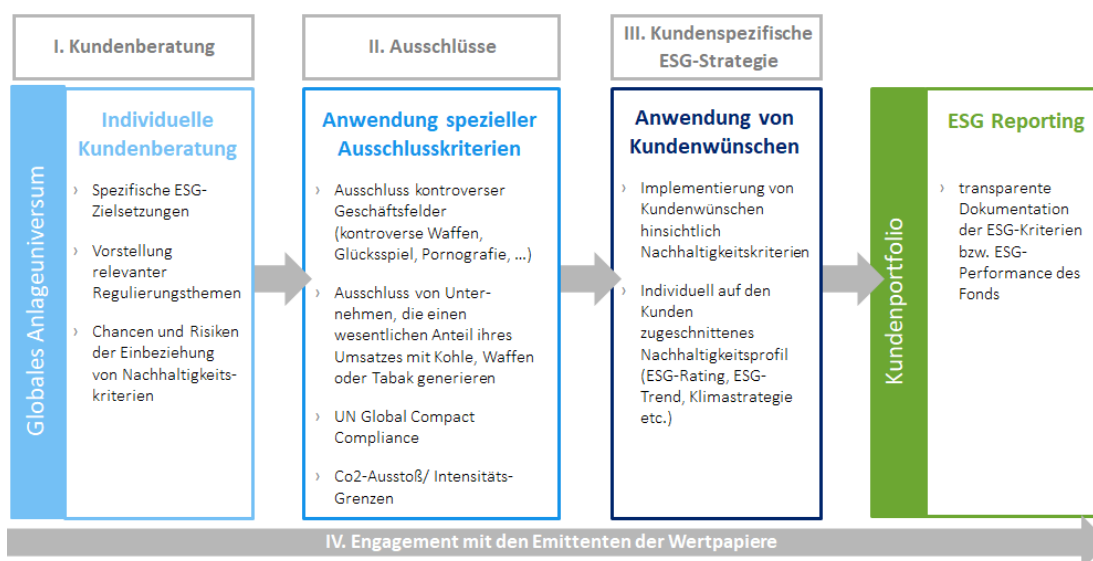 I. Kundenberatung
II. Ausschlüsse
III. Kundenspezifische
ESG-Strategie
Globales Anlageuniversum
Individuelle
Kundenberatung
› Spezifische ESG-
Zielsetzungen
› Vorstellung
relevanter
Regulierungsthemen
› Chancen und Risiken
der Einbeziehung
von Nachhaltigkeits-
kriterien
Anwendung spezieller
Ausschlusskriterien
› Ausschluss kontroverser
Geschäftsfelder
(kontroverse Waffen,
Glücksspiel, Pornografie, …)
› Ausschluss von Unter-
nehmen, die einen
wesentlichen Anteil ihres
Umsatzes mit Kohle, Waffen
oder Tabak generieren
› UN Global Compact
Compliance
› Co2-Ausstoß/ Intensitäts-
Grenzen
Anwendung von
Kundenwünschen
› Implementierung von
Kundenwünschen
hinsichtlich
Nachhaltigkeitskriterien
› Individuell auf den
Kunden
zugeschnittenes
Nachhaltigkeitsprofil
(ESG-Rating, ESG-
Trend, Klimastrategie
etc.)
Kundenportfolio
ESG Reporting
› transparente
Dokumentation
der ESG-Kriterien
bzw. ESG-
Performance des
Fonds
IV. Engagement mit den Emittenten der Wertpapiere